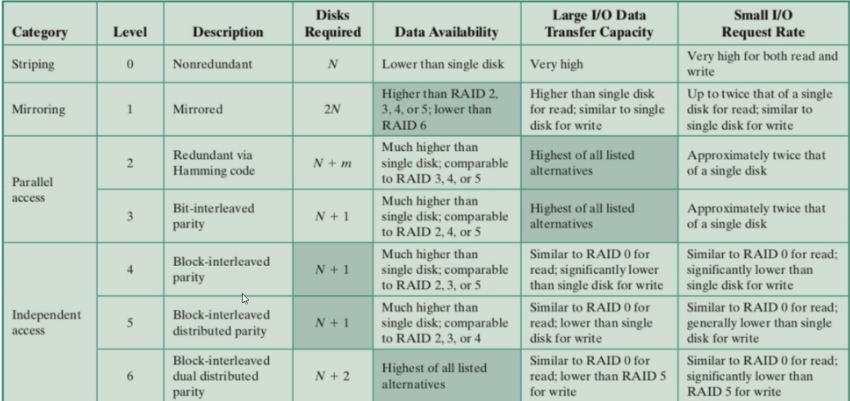 Category Level Description Disks Required Data Availability Large I/O Data Transfer Capacity Small I/O Request Rate
Striping 0 Nonredundant N Lower than single disk Very high Very high for both read and write
Mirroring 1 Mirrored 2N Higher than RAID 2, 3, 4, or 5; lower than RAID 6 Higher than single disk for read; similar to single disk for write Up to twice that of a single disk for read; similar to single disk for write
Parallel access 2 Redundant via Hamming code N + m Much higher than single disk; comparable to RAID 3, 4, or 5 Highest of all listed alternatives Approximately twice that of a single disk
3 Bit-interleaved parity N + 1 Much higher than single disk; comparable to RAID 2, 4, or 5 Highest of all listed alternatives Approximately twice that of a single disk
Independent access 4 Block-interleaved parity N + 1 Much higher than single disk; comparable to RAID 2, 3, or 5 Similar to RAID 0 for read; significantly lower than single disk for write Similar to RAID 0 for read; significantly lower than single disk for write
5 Block-interleaved distributed parity N + 1 Much higher than single disk; comparable to RAID 2, 3, or 4 Similar to RAID 0 for read; lower than single disk for write Similar to RAID 0 for read; generally lower than single disk for write
6 Block-interleaved dual distributed parity N + 2 Highest of all listed alternatives Similar to RAID 0 for read; lower than RAID 5 for write Similar to RAID 0 for read; significantly lower than RAID 5 for write